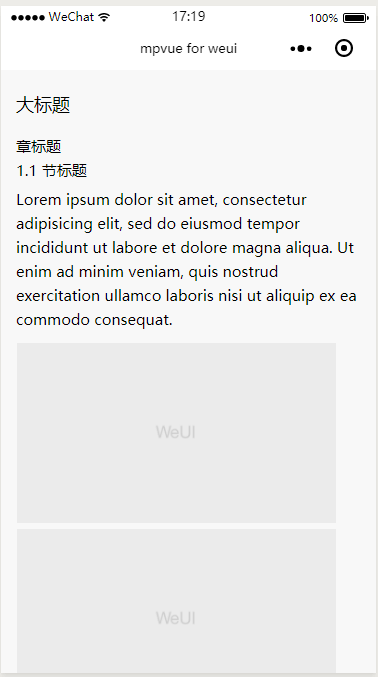 WeChat 17:19 100%
mpvue for weui
大标题
章标题
1.1 节标题
Lorem ipsum dolor sit amet, consectetur
adipisicing elit, sed do eiusmod tempor
incididunt ut labore et dolore magna aliqua. Ut
enim ad minim veniam, quis nostrud
exercitation ullamco laboris nisi ut aliquip ex ea
commodo consequat.
WeUI
WeUI